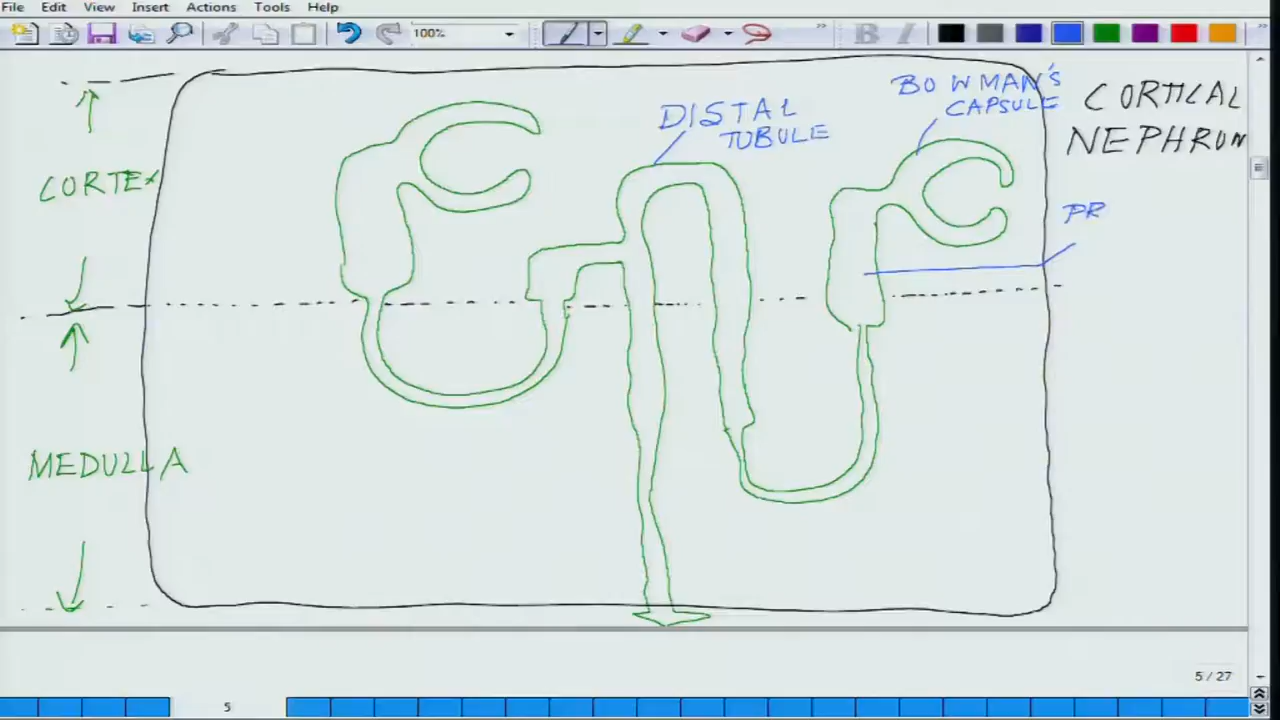 File Edit View Insert Actions Tools Help
100%
BOWMAN'S
CAPSULE
CORTICAL
NEPHRON
DISTAL
TUBULE
CORTEX
PR
MEDULLA
5 / 27
5